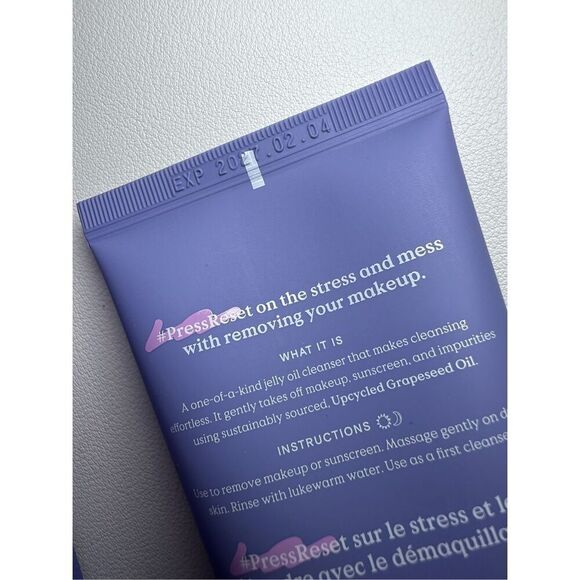 EXP 2027.02.04
#PressReset on the stress and mess
with removing your makeup.
WHAT IT IS
A one-of-a-kind jelly oil cleanser that makes cleansing
effortless. It gently takes off makeup, sunscreen, and impurities
using sustainably sourced, Upcycled Grapeseed Oil.
INSTRUCTIONS
Use to remove makeup or sunscreen. Massage gently on d
skin. Rinse with lukewarm water. Use as a first cleanse
#PressReset sur le stress et le
dre avec le démaquilla